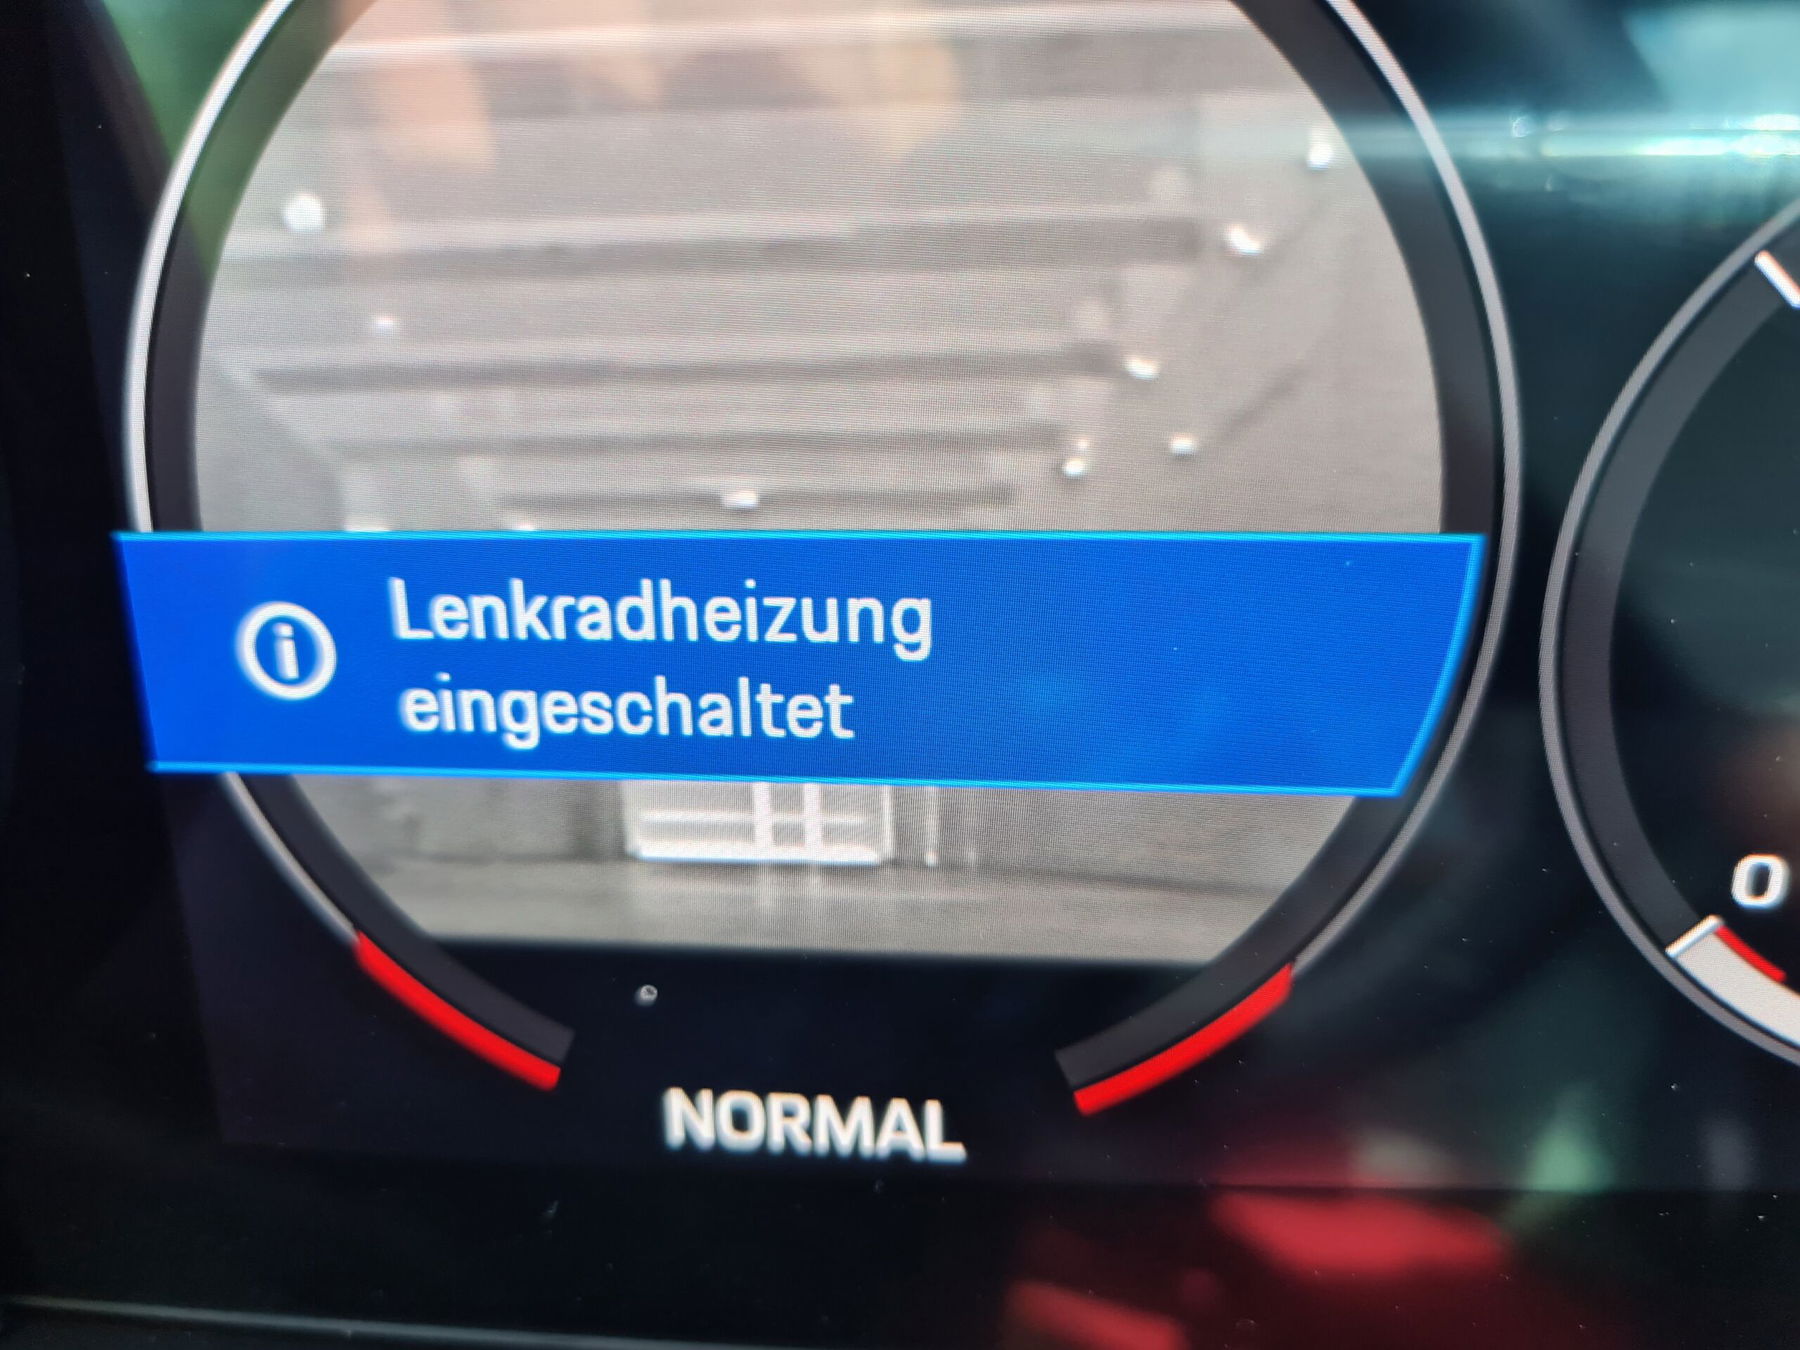 Lenkradheizung
eingeschaltet
0
NORMAL